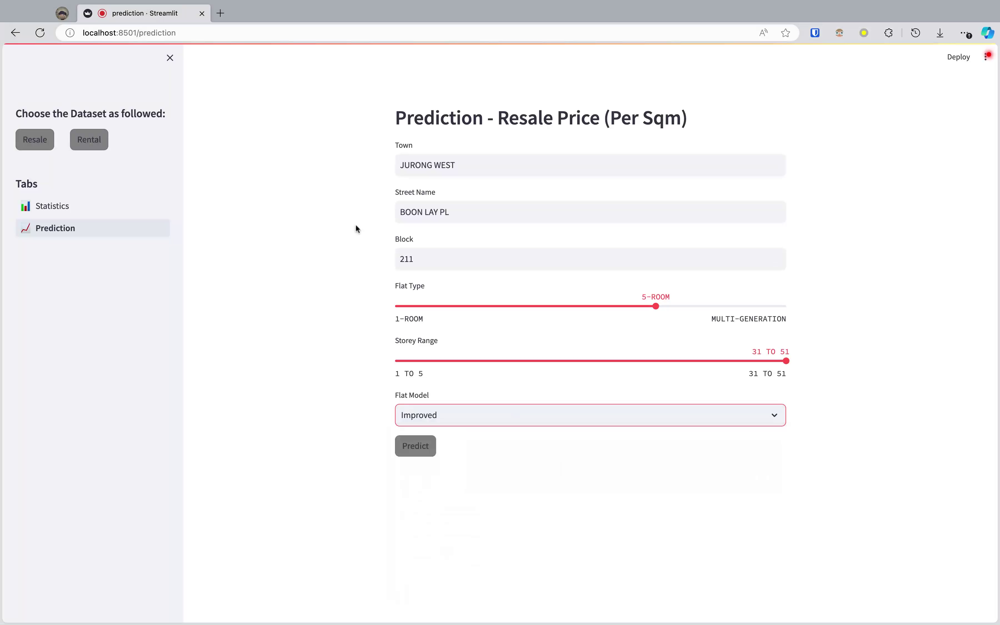 prediction · Streamlit
localhost:8501/prediction
Deploy
Choose the Dataset as followed:
Resale Rental
Tabs
Statistics
Prediction
Prediction - Resale Price (Per Sqm)
Town
JURONG WEST
Street Name
BOON LAY PL
Block
211
Flat Type
5-ROOM
1-ROOM MULTI-GENERATION
Storey Range
31 TO 51
1 TO 5 31 TO 51
Flat Model
Improved
Predict